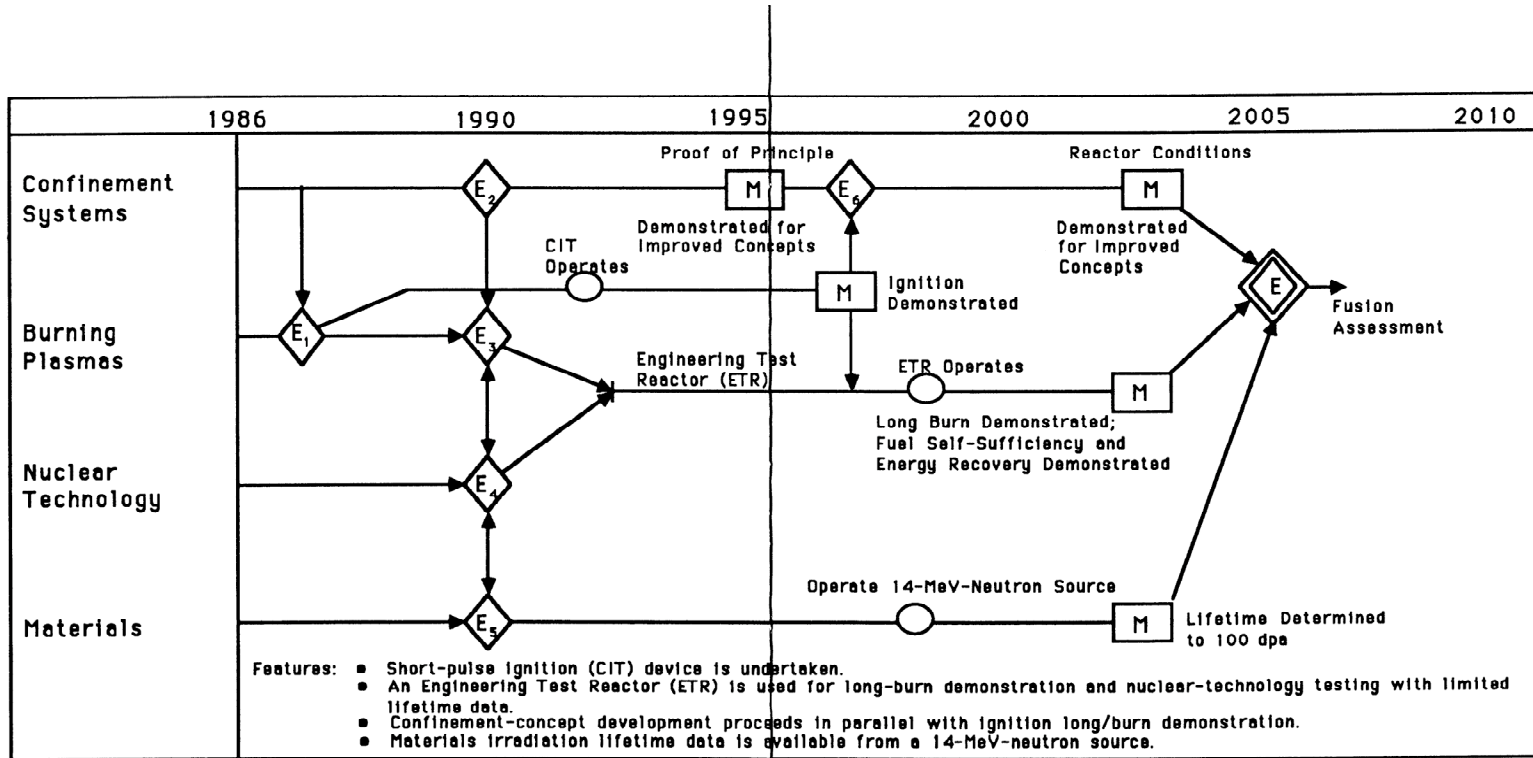 1986 1990 1995 2000 2005 2010
Confinement
Systems
E2
Proof of Principle
M
Demonstrated for
Improved Concepts
E6
Reactor Conditions
M
Demonstrated
for Improved
Concepts
CIT
Operates
M
Ignition
Demonstrated
E
Fusion
Assessment
Burning
Plasmas
E1
E3
Engineering Test
Reactor (ETR)
ETR Operates
M
Long Burn Demonstrated;
Fuel Self-Sufficiency and
Energy Recovery Demonstrated
Nuclear
Technology
E4
Materials
E5
Operate 14-MeV-Neutron Source
M
Lifetime Determined
to 100 dpa
Features: • Short-pulse ignition (CIT) device is undertaken.
• An Engineering Test Reactor (ETR) is used for long-burn demonstration and nuclear-technology testing with limited
lifetime data.
• Confinement-concept development proceeds in parallel with ignition long/burn demonstration.
• Materials irradiation lifetime data is available from a 14-MeV-neutron source.